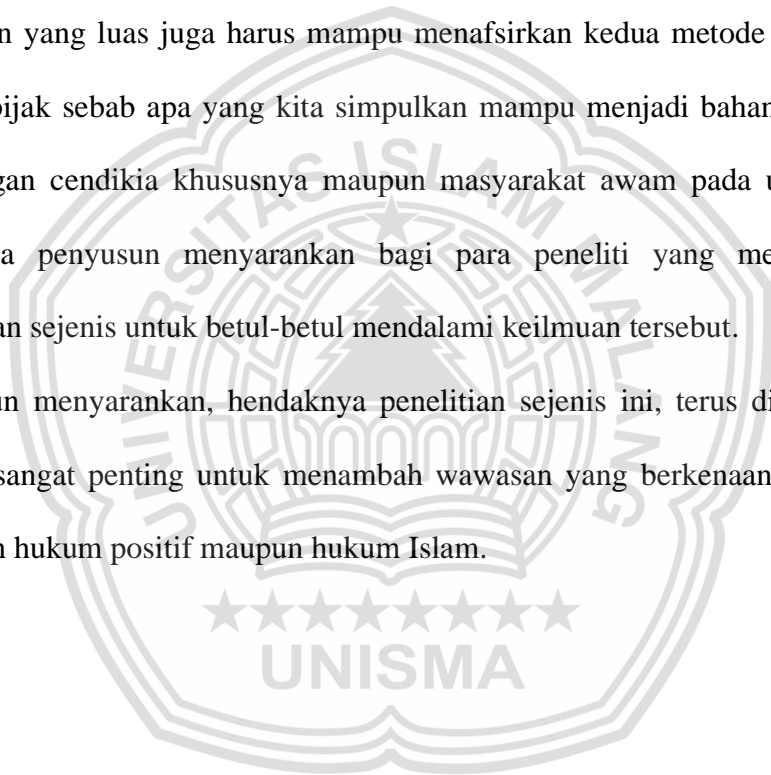 n yang luas juga harus mampu menafsirkan kedua metode
bijak sebab apa yang kita simpulkan mampu menjadi bahan
gan cendikia khususnya maupun masyarakat awam pada u
a penyusun menyarankan bagi para peneliti yang me
an sejenis untuk betul-betul mendalami keilmuan tersebut.
un menyarankan, hendaknya penelitian sejenis ini, terus di
sangat penting untuk menambah wawasan yang berkenaan
n hukum positif maupun hukum Islam.
UNIVERSITAS ISLAM MALANG
UNISMA